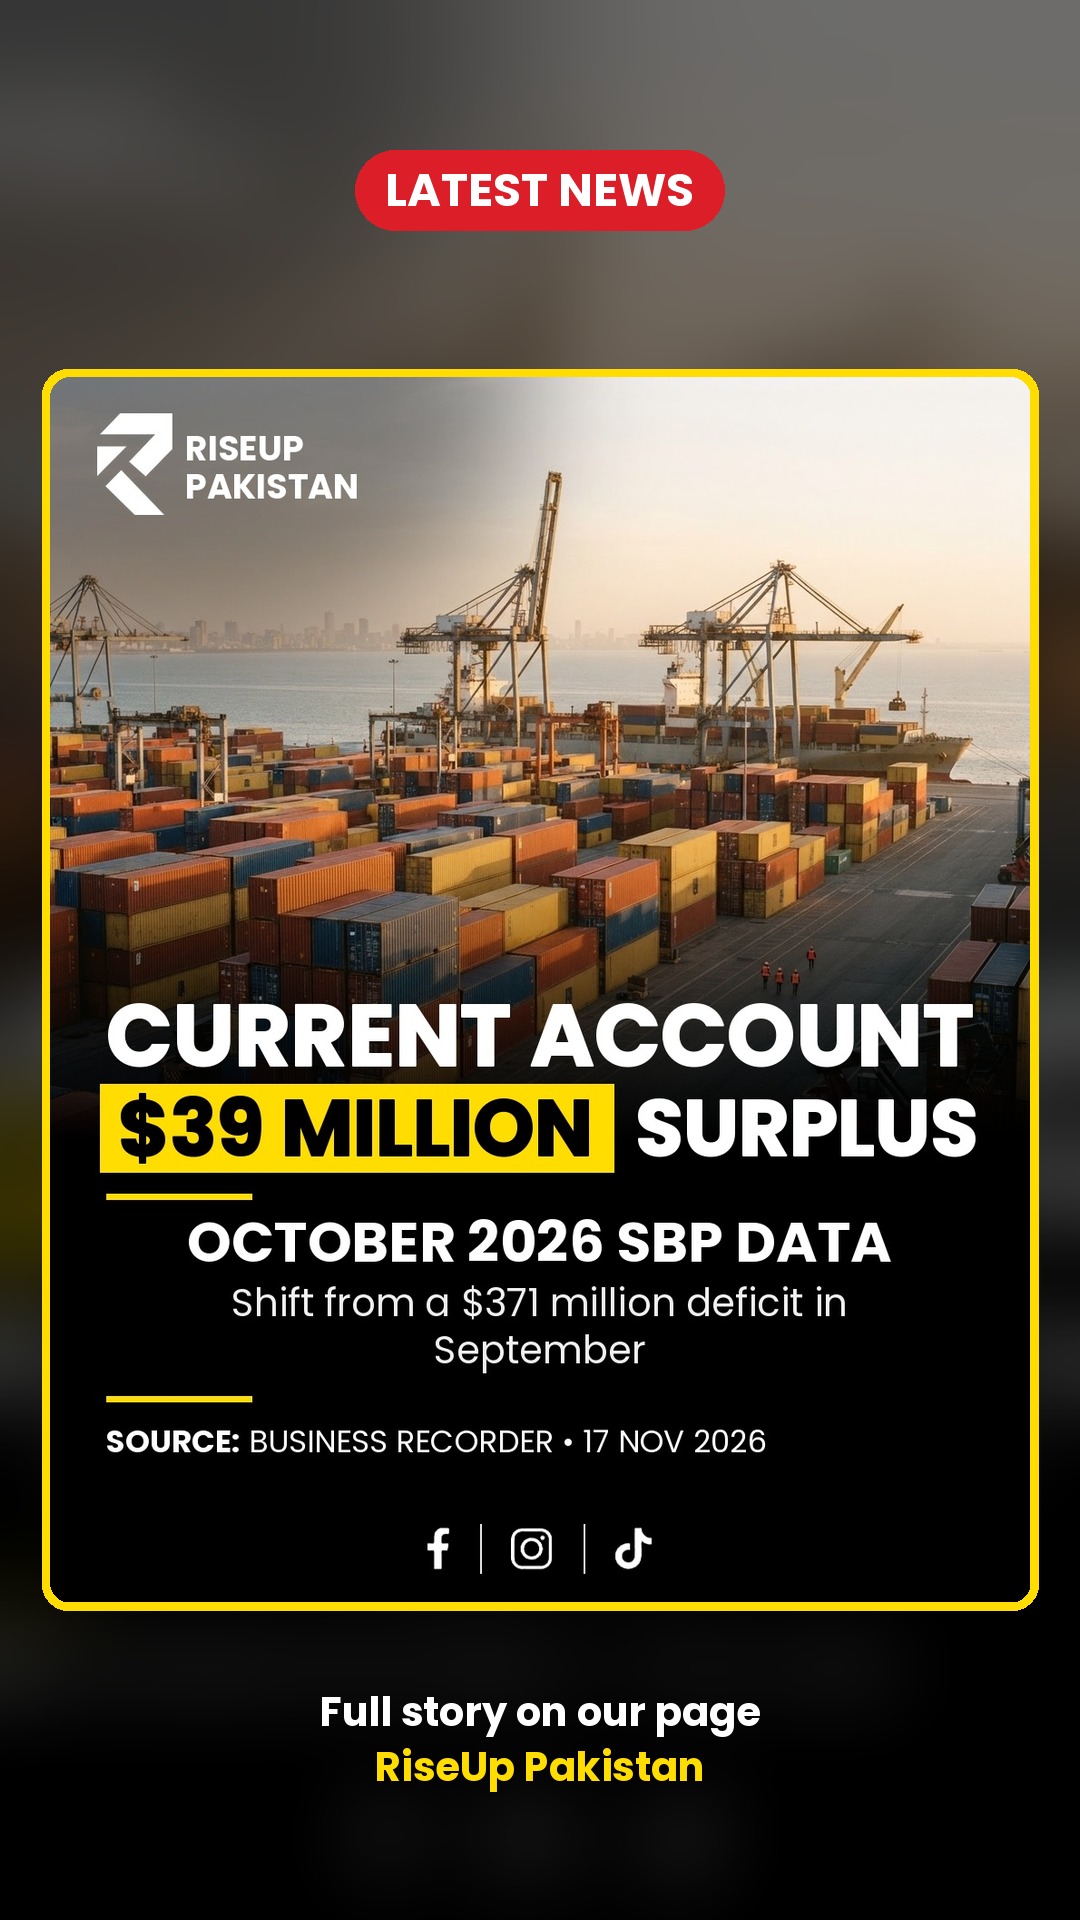 LATEST NEWS
RISEUP
PAKISTAN
CURRENT ACCOUNT
$39 MILLION SURPLUS
OCTOBER 2026 SBP DATA
Shift from a $371 million deficit in
September
SOURCE: BUSINESS RECORDER • 17 NOV 2026
Full story on our page
RiseUp Pakistan